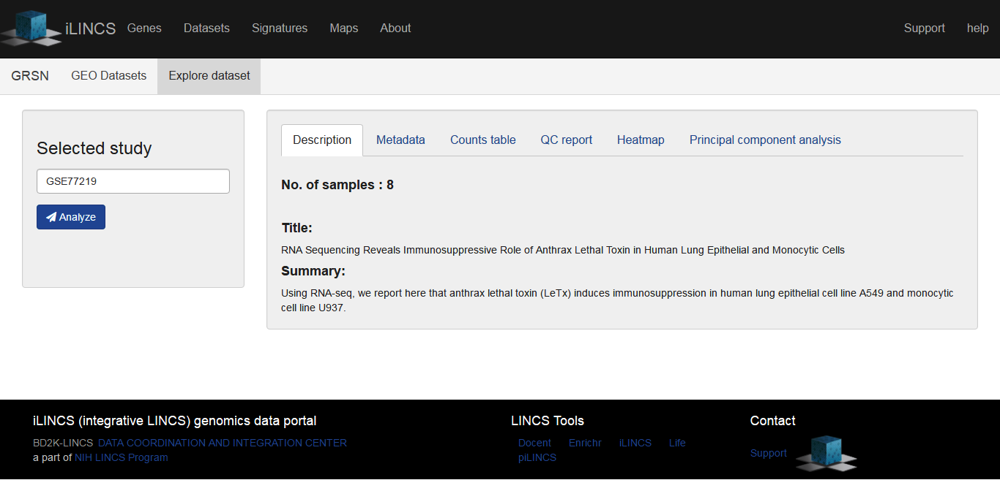 iLINCS Genes Datasets Signatures Maps About Support help
GRSN GEO Datasets Explore dataset
Selected study
GSE77219
Analyze
Description Metadata Counts table QC report Heatmap Principal component analysis
No. of samples : 8
Title:
RNA Sequencing Reveals Immunosuppressive Role of Anthrax Lethal Toxin in Human Lung Epithelial and Monocytic Cells
Summary:
Using RNA-seq, we report here that anthrax lethal toxin (LeTx) induces immunosuppression in human lung epithelial cell line A549 and monocytic
cell line U937.
iLINCS (integrative LINCS) genomics data portal
BD2K-LINCS DATA COORDINATION AND INTEGRATION CENTER
a part of NIH LINCS Program
LINCS Tools
Docent Enrichr iLINCS Life
piLINCS
Contact
Support